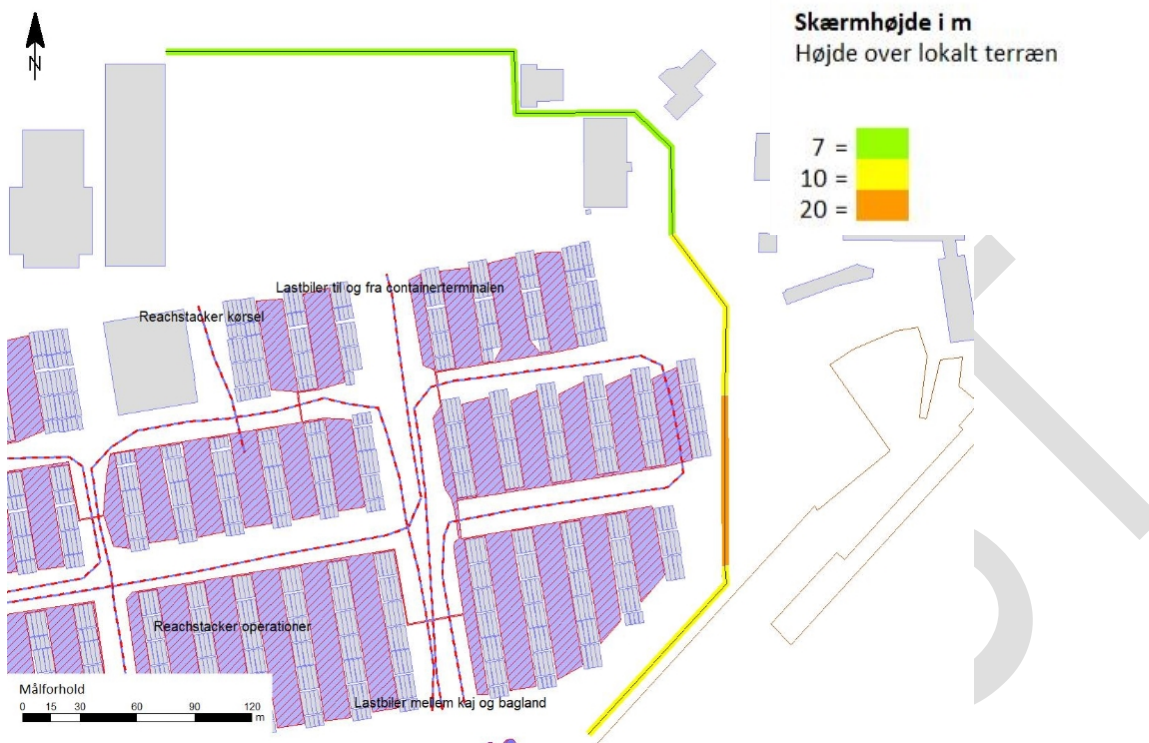 N
Skærmhøjde i m
Højde over lokalt terræn
7 =
10 =
20 =
Lastbiler til og fra containerterminalen
Reachstacker kørsel
Reachstacker operationer
Lastbiler mellem kaj og bagland
Målforhold
0 15 30 60 90 120
m